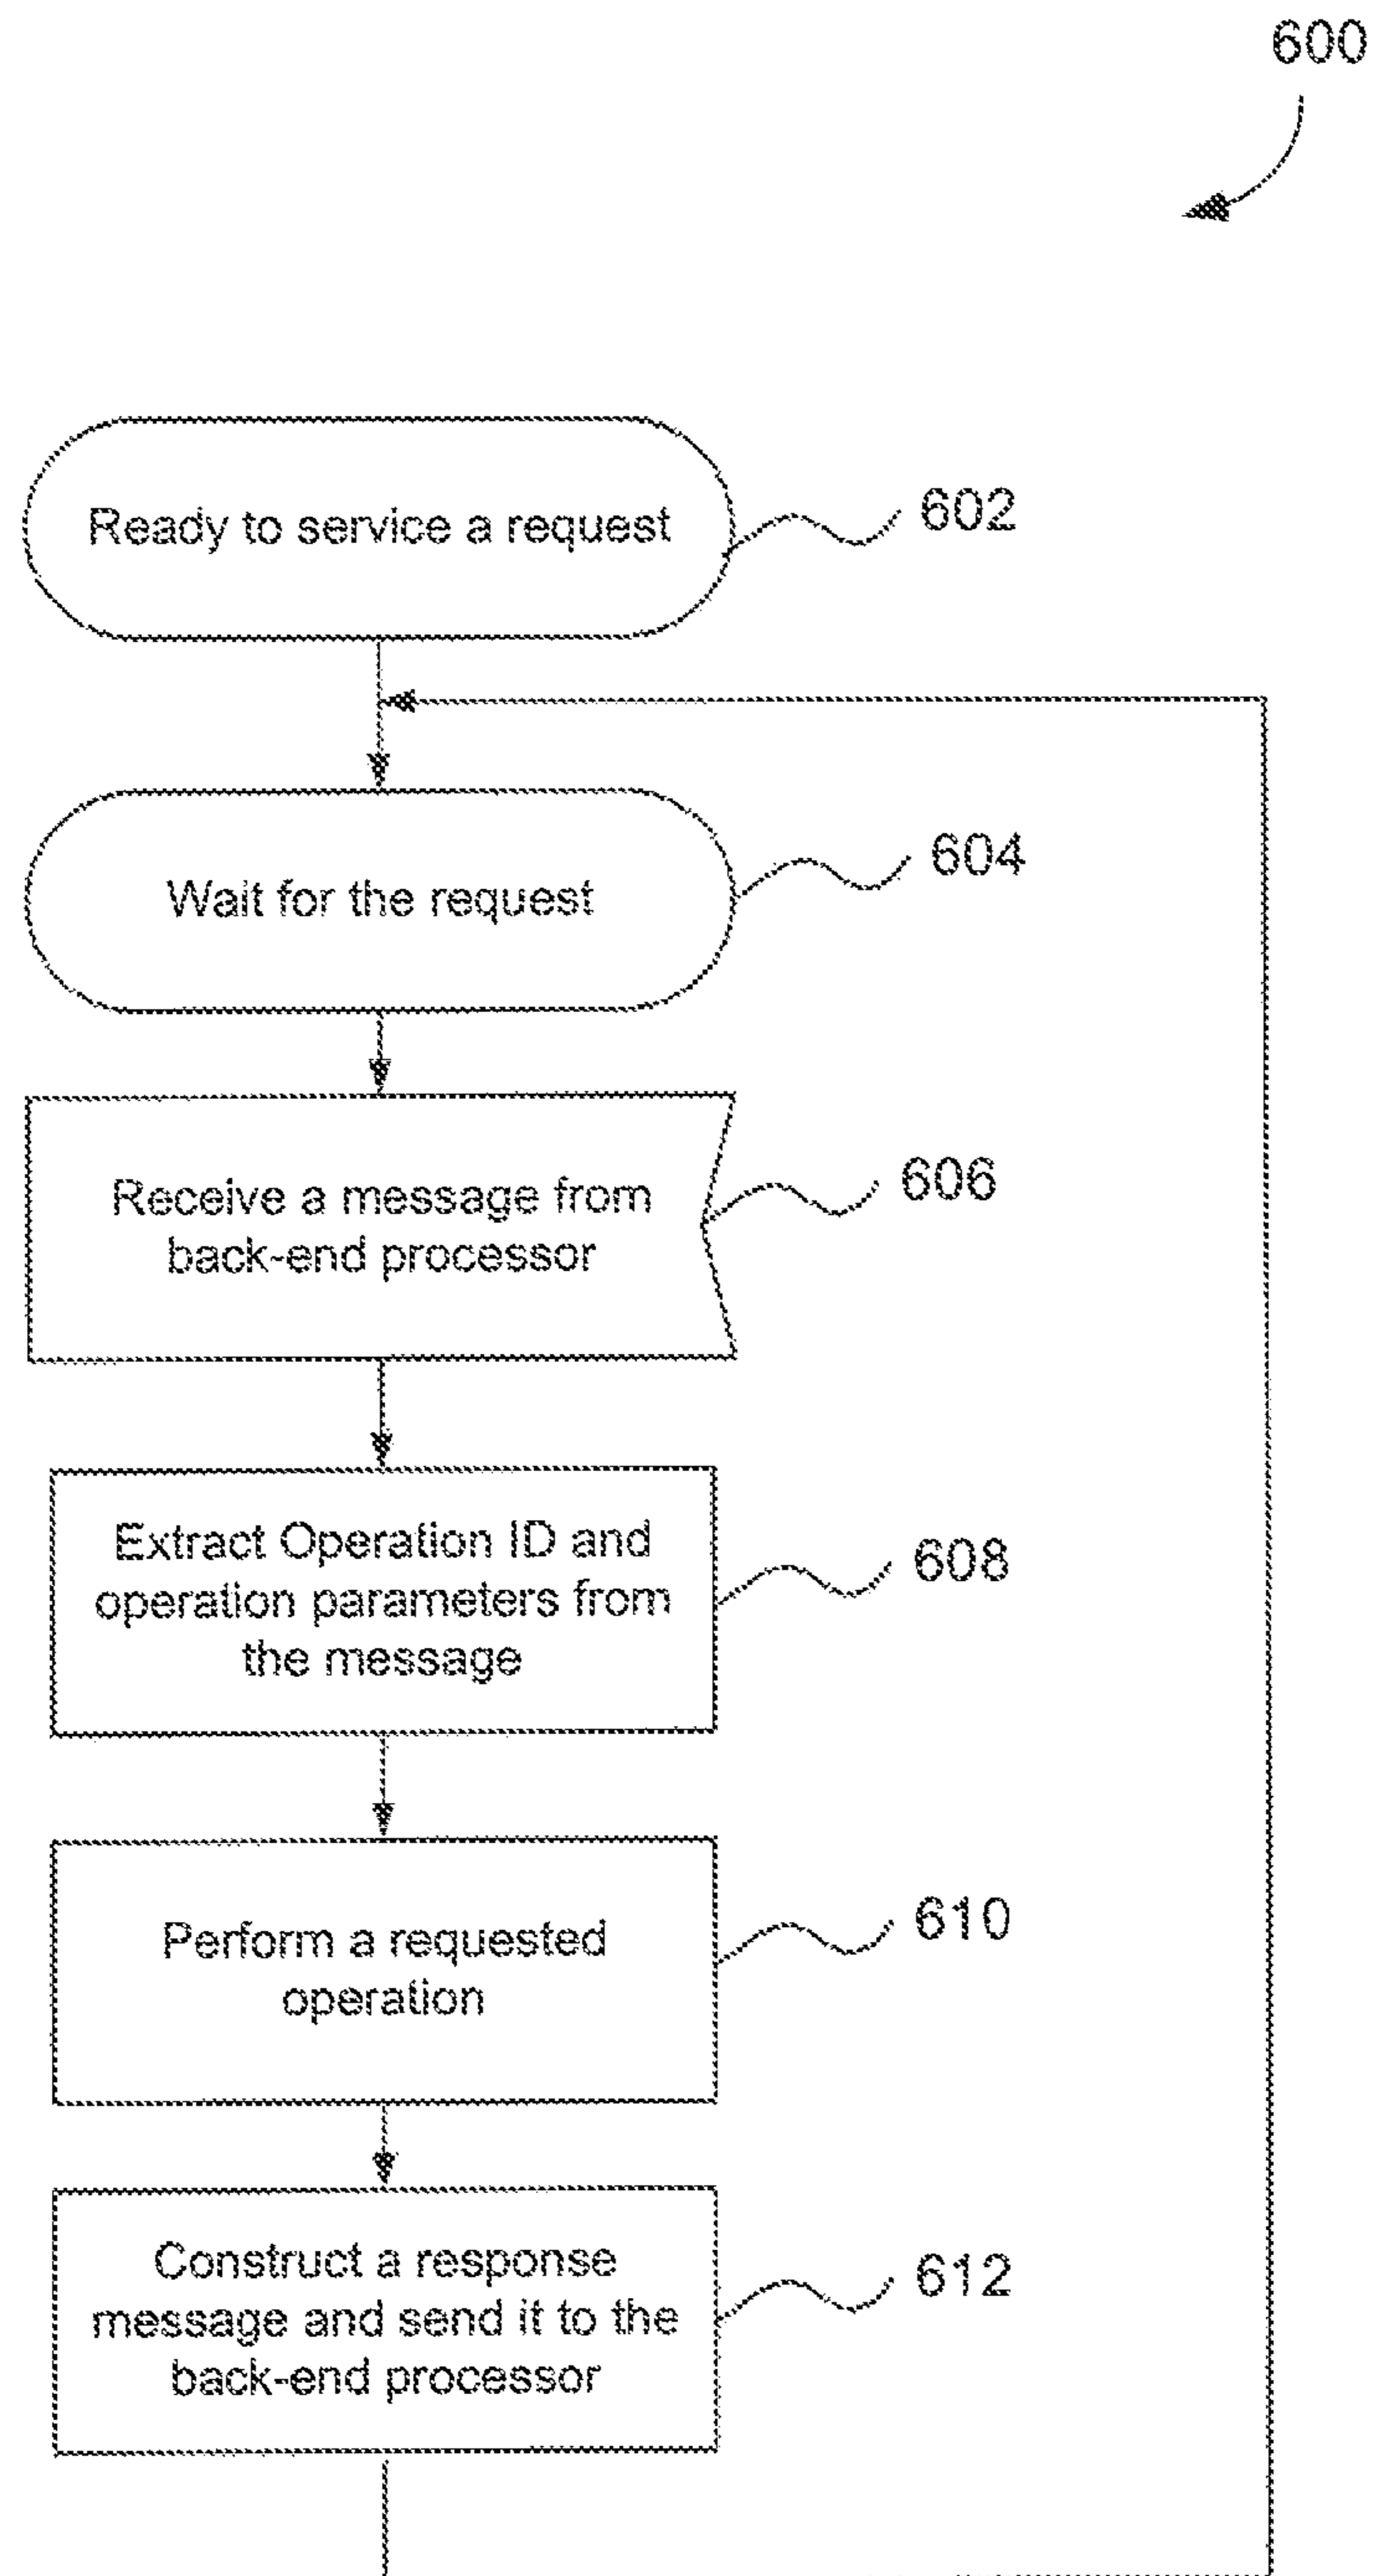 600
Ready to service a request
602
Wait for the request
604
Receive a message from
back-end processor
606
Extract Operation ID and
operation parameters from
the message
608
Perform a requested
operation
610
Construct a response
message and send it to the
back-end processor
612